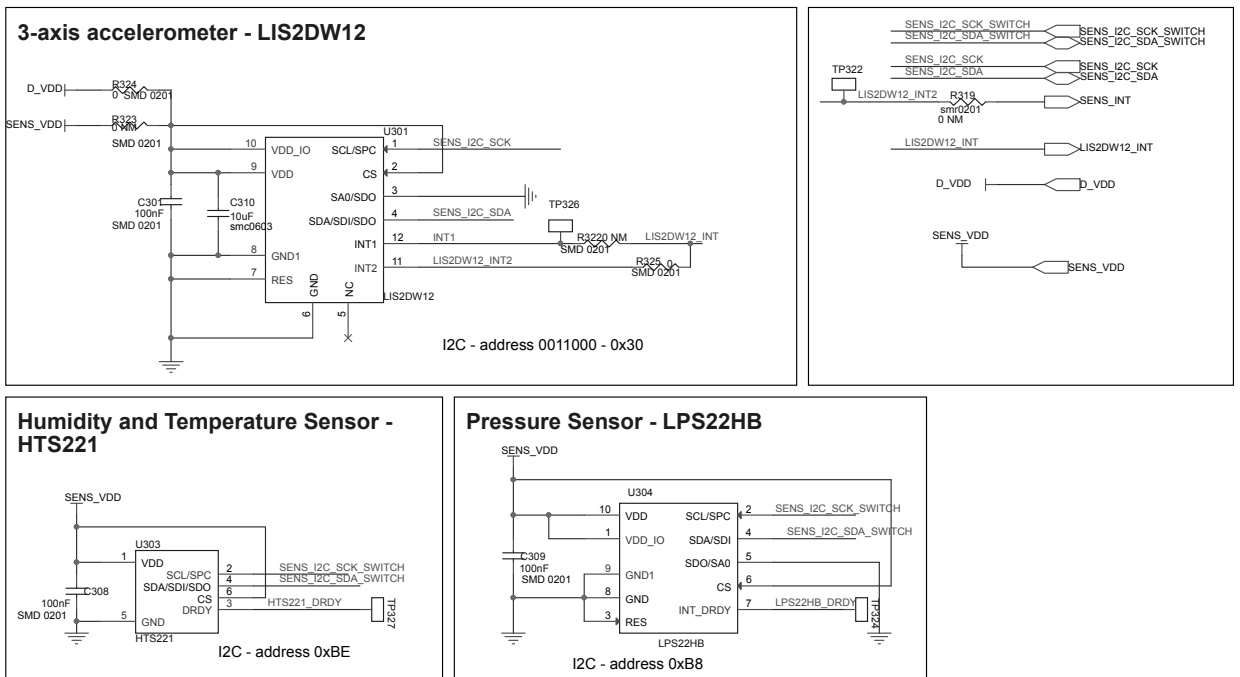 3-axis accelerometer - LIS2DW12
D_VDD
R324
0 SMD 0201
SENS_VDD
R323
0 NM
SMD 0201
U301
10 VDD_IO SCL/SPC 1 SENS_I2C_SCK
9 VDD CS 2
SA0/SDO 3
C301
100nF
SMD 0201
C310
10uF
smc0603
SDA/SDI/SDO 4 SENS_I2C_SDA
TP326
INT1 12 INT1
R322 0 NM
SMD 0201
LIS2DW12_INT
8 GND1
INT2 11 LIS2DW12_INT2
R325 0
SMD 0201
7 RES
GND
NC
LIS2DW12
6
5
I2C - address 0011000 - 0x30
SENS_I2C_SCK_SWITCH SENS_I2C_SCK_SWITCH
SENS_I2C_SDA_SWITCH SENS_I2C_SDA_SWITCH
SENS_I2C_SCK SENS_I2C_SCK
SENS_I2C_SDA SENS_I2C_SDA
TP322
LIS2DW12_INT2
R319
smr0201
0 NM
SENS_INT
LIS2DW12_INT LIS2DW12_INT
D_VDD D_VDD
SENS_VDD
SENS_VDD
Humidity and Temperature Sensor -
HTS221
SENS_VDD
U303
1 VDD
SCL/SPC 2 SENS_I2C_SCK_SWITCH
SDA/SDI/SDO 4 SENS_I2C_SDA_SWITCH
CS 6
DRDY 3 HTS221_DRDY
TP327
C308
100nF
SMD 0201
5 GND
HTS221
I2C - address 0xBE
Pressure Sensor - LPS22HB
SENS_VDD
U304
10 VDD SCL/SPC 2 SENS_I2C_SCK_SWITCH
1 VDD_IO SDA/SDI 4 SENS_I2C_SDA_SWITCH
C309
100nF
SMD 0201
SDO/SA0 5
9 GND1
CS 6
8 GND
INT_DRDY 7 LPS22HB_DRDY
TP324
3 RES
LPS22HB
I2C - address 0xB8